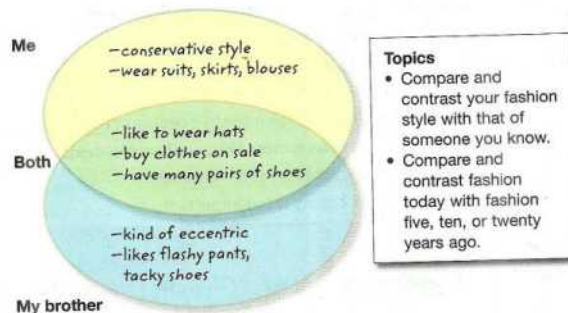 Me
–conservative style
–wear suits, skirts, blouses
Both
–like to wear hats
–buy clothes on sale
–have many pairs of shoes
–kind of eccentric
–likes flashy pants,
tacky shoes
My brother
Topics
• Compare and
contrast your fashion
style with that of
someone you know.
• Compare and
contrast fashion
today with fashion
five, ten, or twenty
years ago.